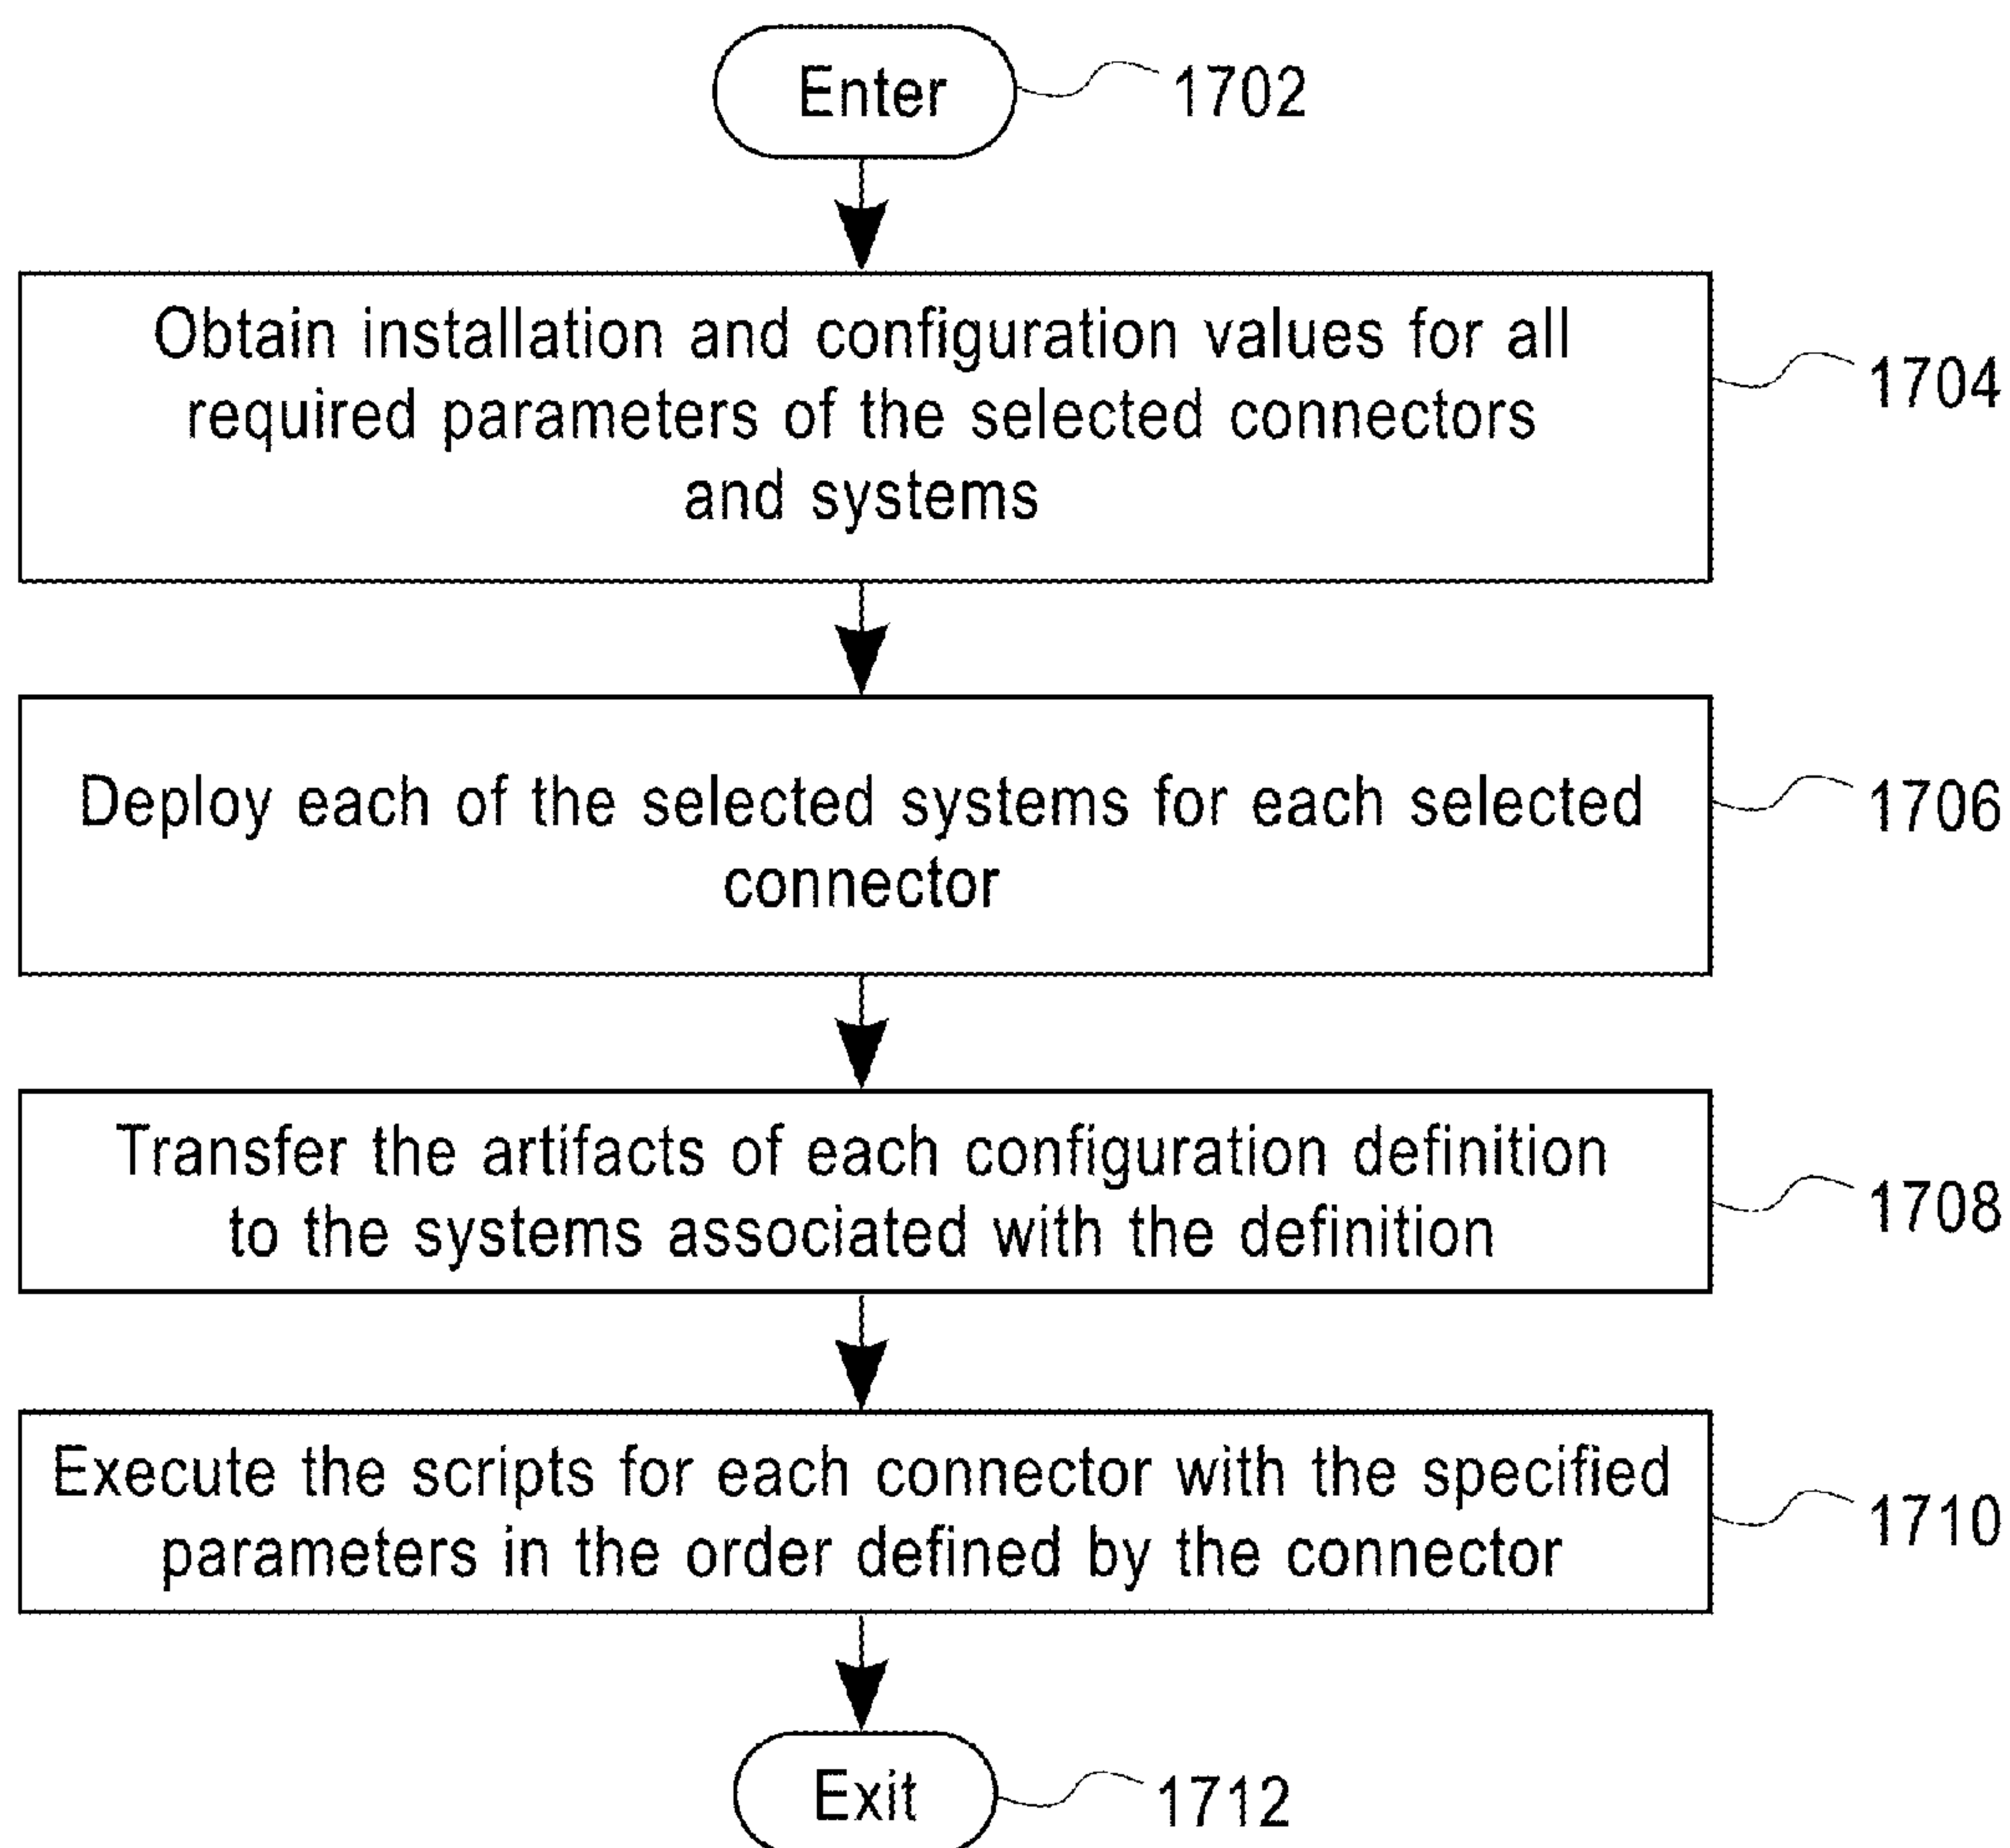 Enter
1702
Obtain installation and configuration values for all
required parameters of the selected connectors
and systems
1704
Deploy each of the selected systems for each selected
connector
1706
Transfer the artifacts of each configuration definition
to the systems associated with the definition
1708
Execute the scripts for each connector with the specified
parameters in the order defined by the connector
1710
Exit
1712